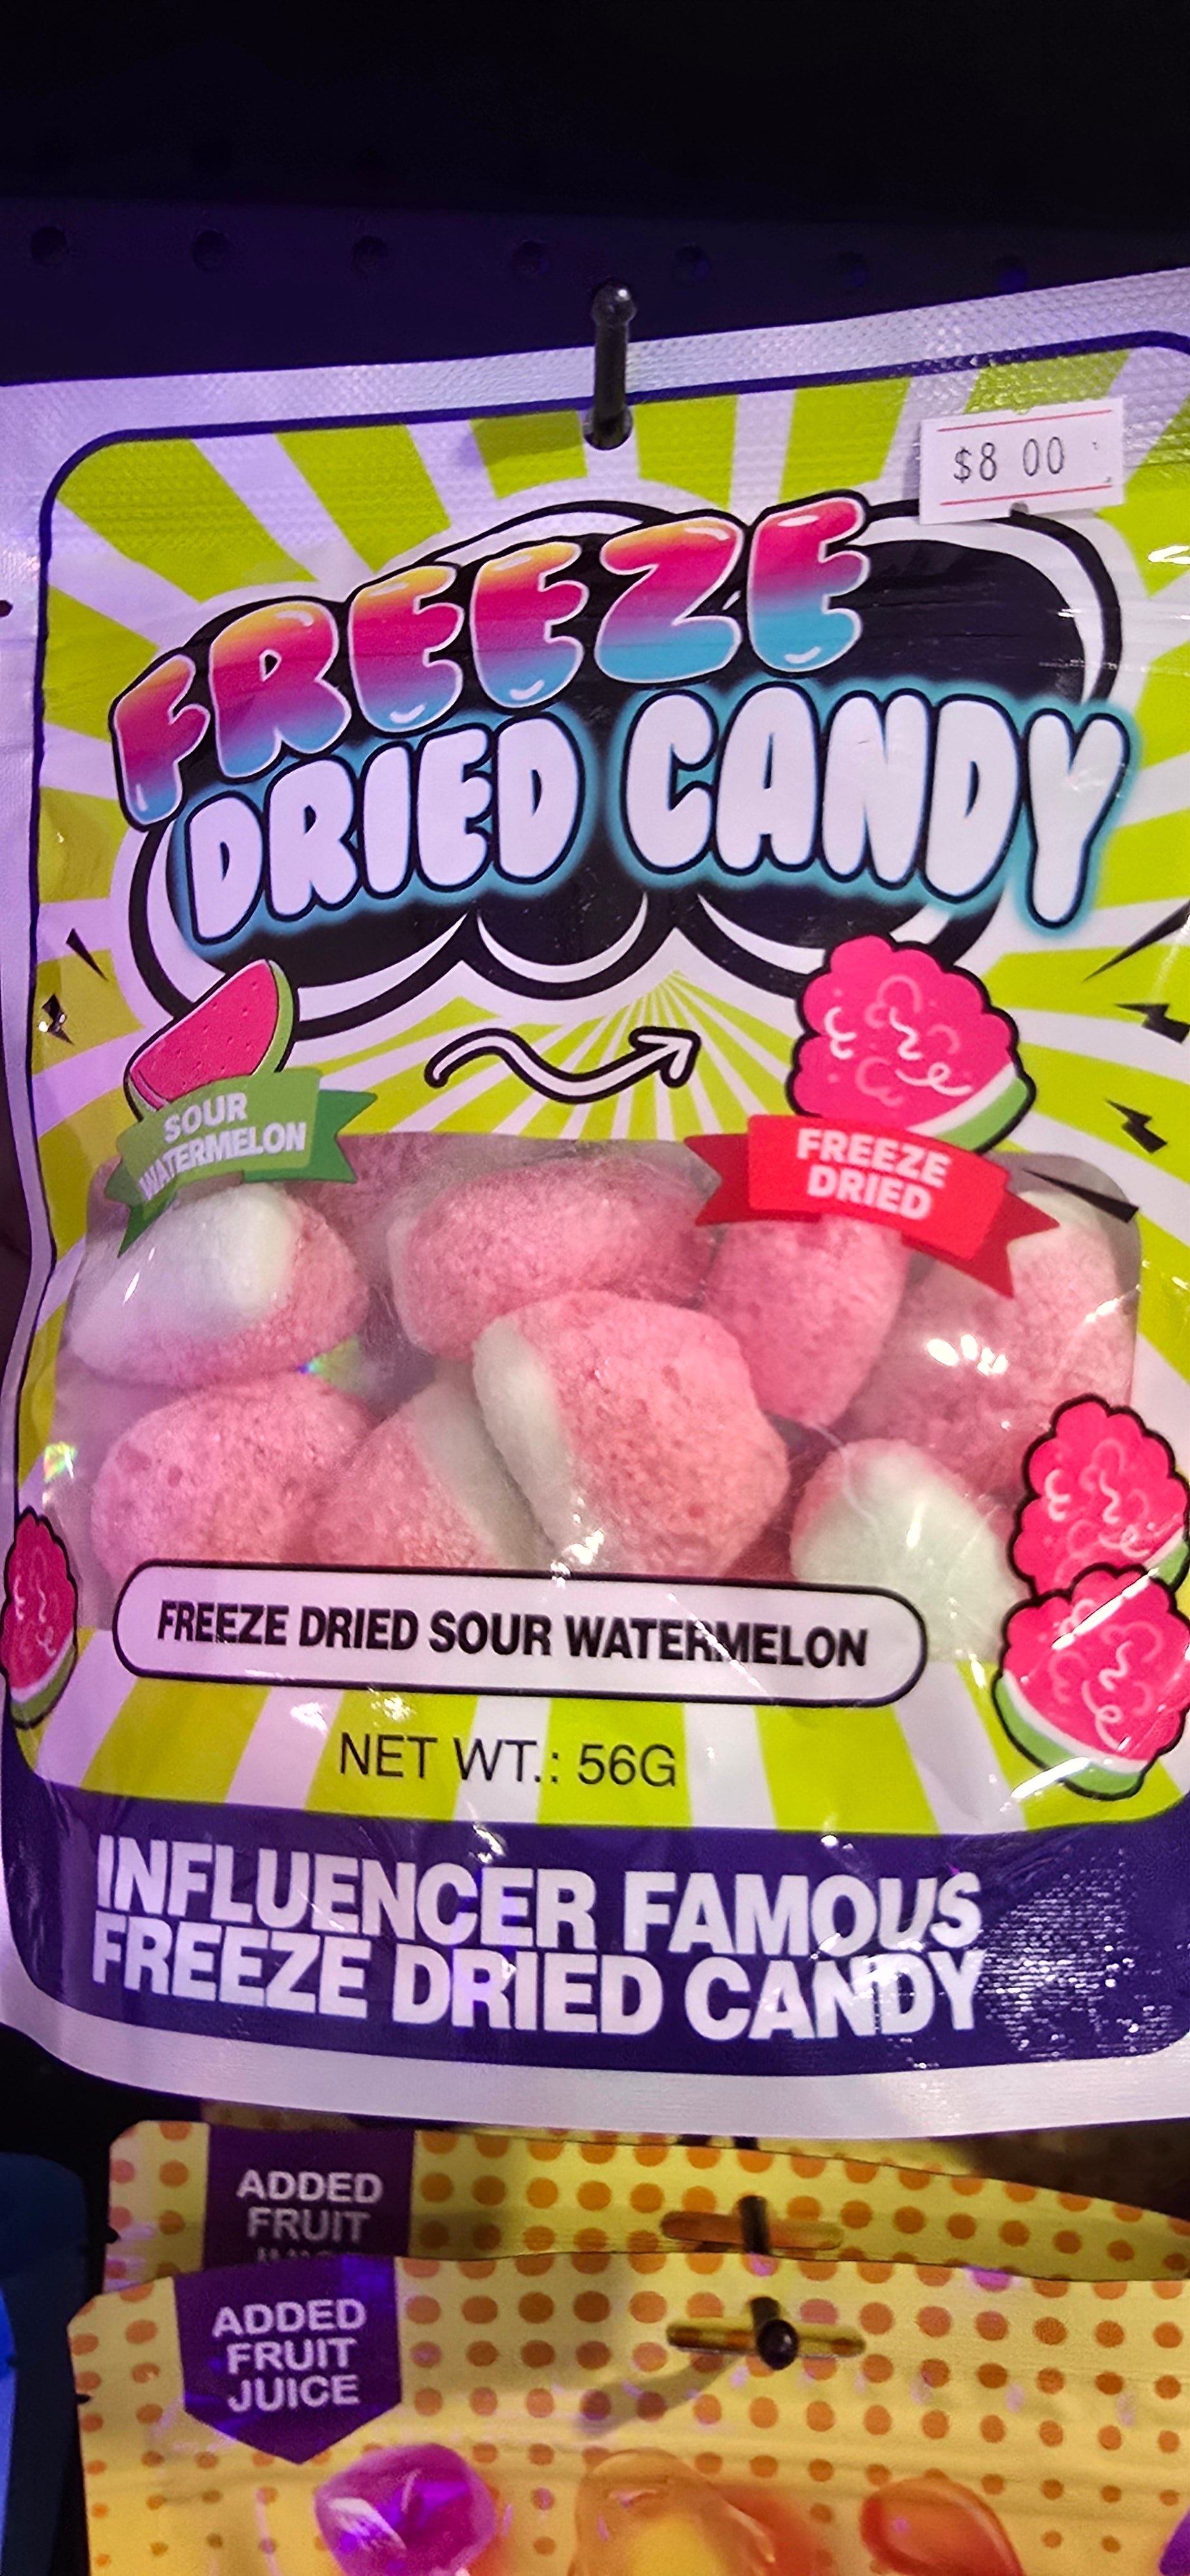 $8 00
FREEZE
DRIED CANDY
SOUR
WATERMELON
FREEZE
DRIED
FREEZE DRIED SOUR WATERMELON
NET WT.: 56G
INFLUENCER FAMOUS
FREEZE DRIED CANDY
ADDED
FRUIT
ADDED
FRUIT
JUICE